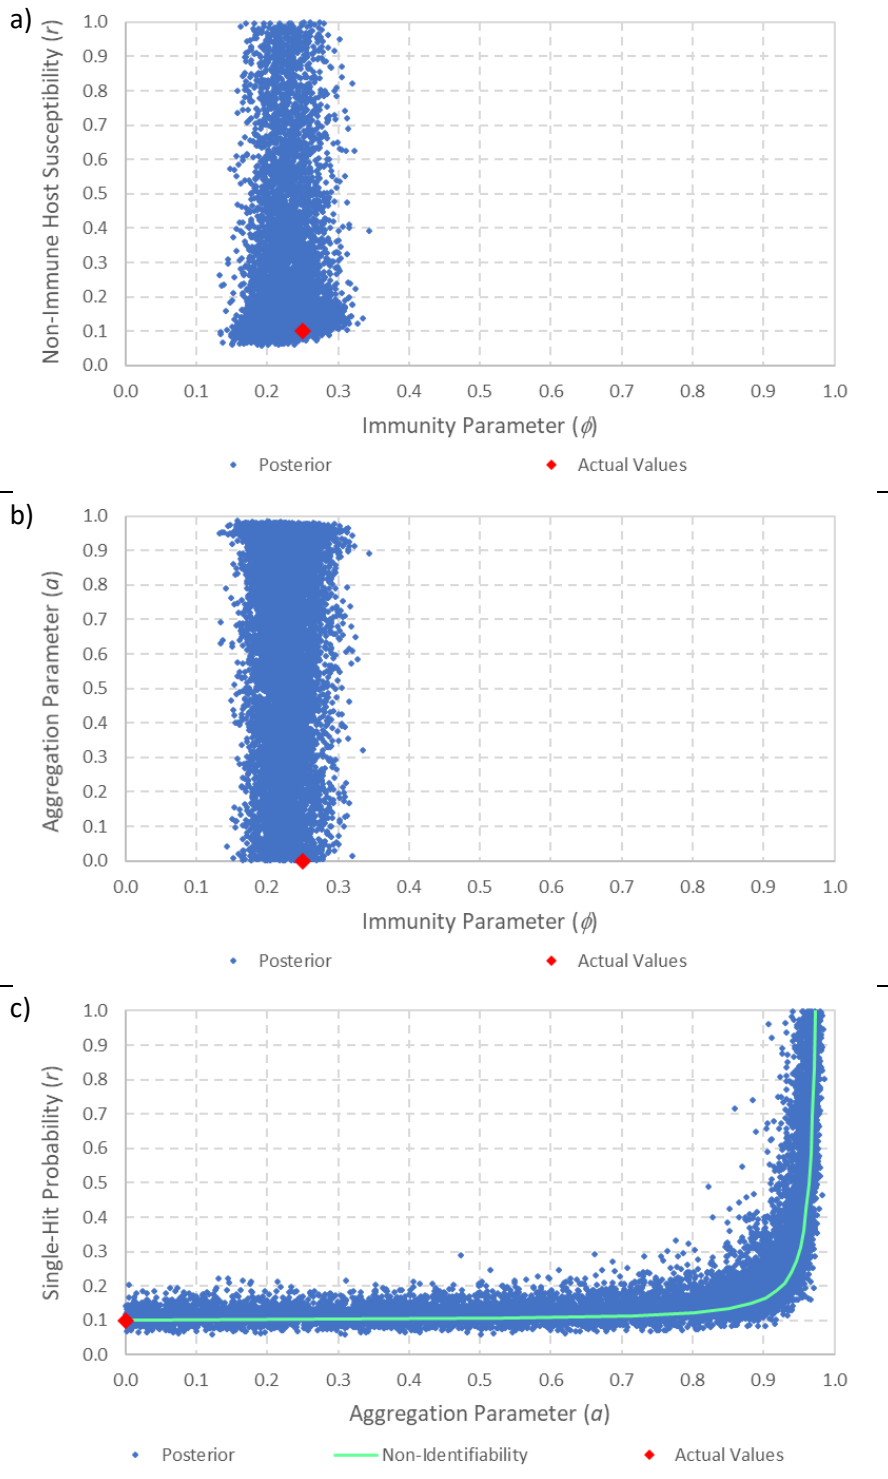 a)
Non-Immune Host Susceptibility (r)
1.0
0.9
0.8
0.7
0.6
0.5
0.4
0.3
0.2
0.1
0.0
0.0 0.1 0.2 0.3 0.4 0.5 0.6 0.7 0.8 0.9 1.0
Immunity Parameter (ϕ)
Posterior Actual Values
b)
Aggregation Parameter (a)
1.0
0.9
0.8
0.7
0.6
0.5
0.4
0.3
0.2
0.1
0.0
0.0 0.1 0.2 0.3 0.4 0.5 0.6 0.7 0.8 0.9 1.0
Immunity Parameter (ϕ)
Posterior Actual Values
c)
Single-Hit Probability (r)
1.0
0.9
0.8
0.7
0.6
0.5
0.4
0.3
0.2
0.1
0.0
0.0 0.1 0.2 0.3 0.4 0.5 0.6 0.7 0.8 0.9 1.0
Aggregation Parameter (a)
Posterior Non-Identifiability Actual Values